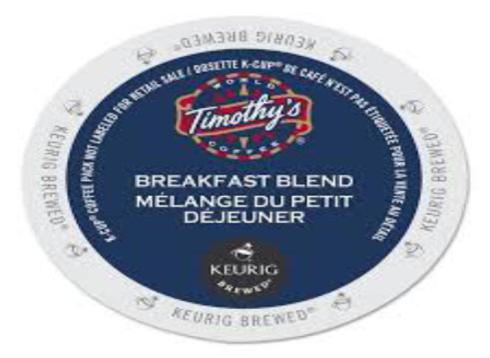 KEURIG BREWED®
KEURIG BREWED®
KEURIG BREWED®
KEURIG BREWED®
K-CUP® COFFEE PACK NOT LABELED FOR RETAIL SALE / DOSETTE K-CUP® DE CAFÉ N'EST PAS ÉTIQUETÉE POUR LA VENTE AU DÉTAIL
WORLD
Timothy's
COFFEE®
BREAKFAST BLEND
MÉLANGE DU PETIT
DÉJEUNER
KEURIG
BREWED®